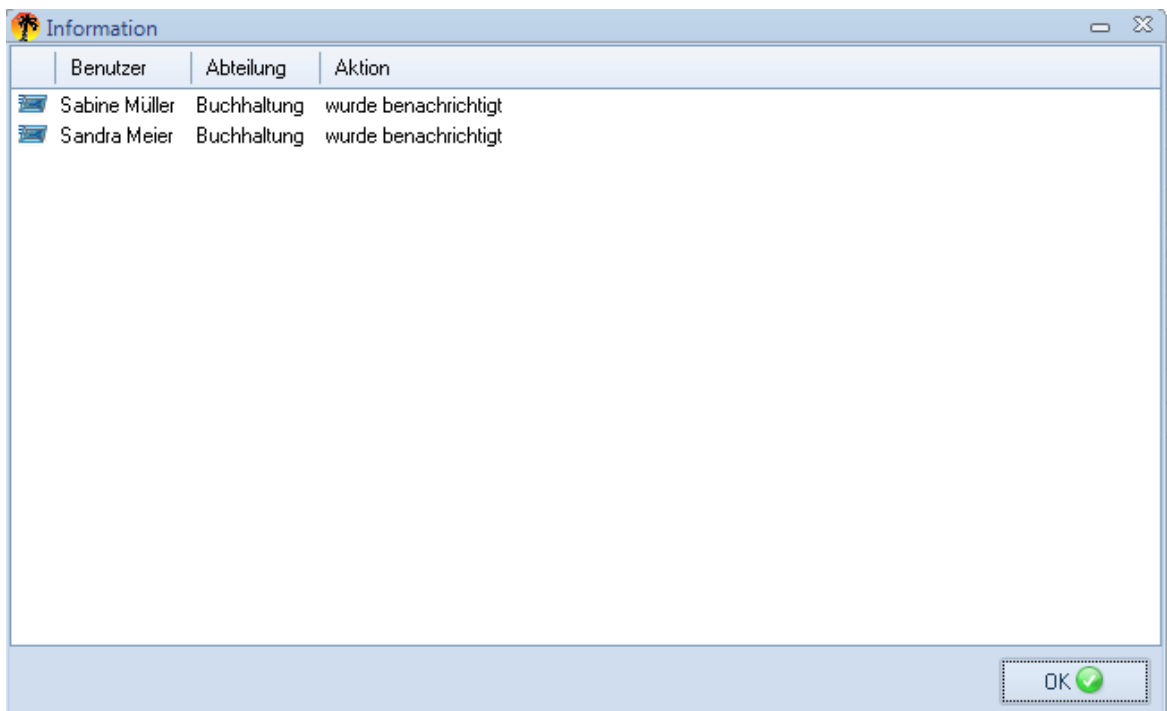 Information
Benutzer Abteilung Aktion
Sabine Müller Buchhaltung wurde benachrichtigt
Sandra Meier Buchhaltung wurde benachrichtigt
OK